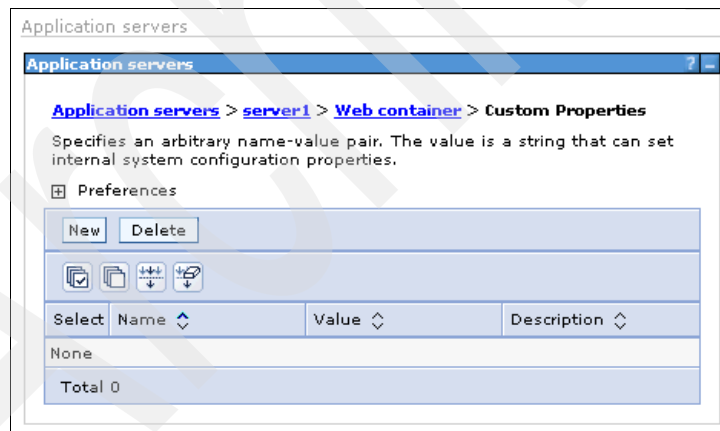 Application servers
Application servers ? _
Application servers > server1 > Web container > Custom Properties
Specifies an arbitrary name-value pair. The value is a string that can set
internal system configuration properties.
Preferences
New Delete
Select Name Value Description
None
Total 0